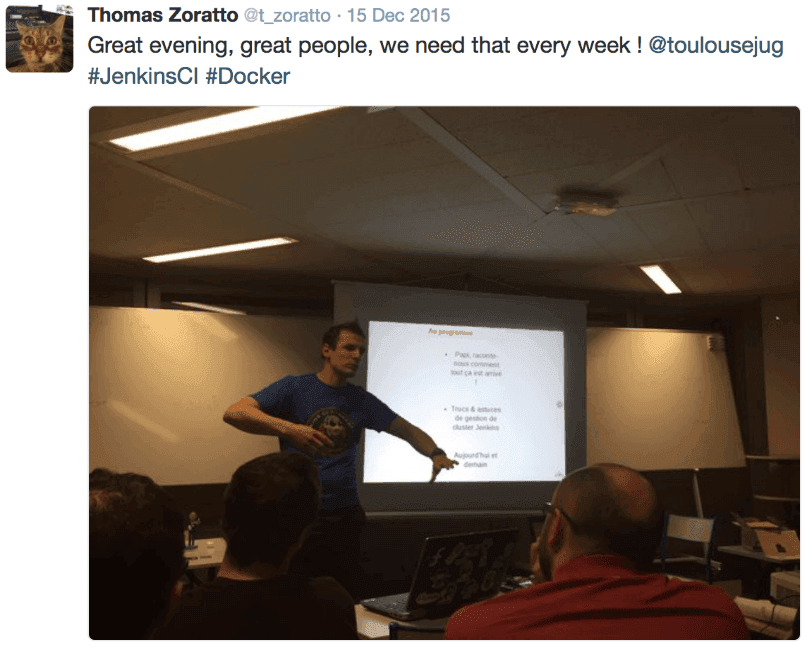 Thomas Zoratto @t_zoratto · 15 Dec 2015
Great evening, great people, we need that every week ! @toulousejug
#JenkinsCI #Docker
Au programme
• Papi, raconte-
nous comment
tout ça est arrivé
!
• Trucs & astuces
de gestion de
cluster Jenkins
Aujourd'hui et
demain